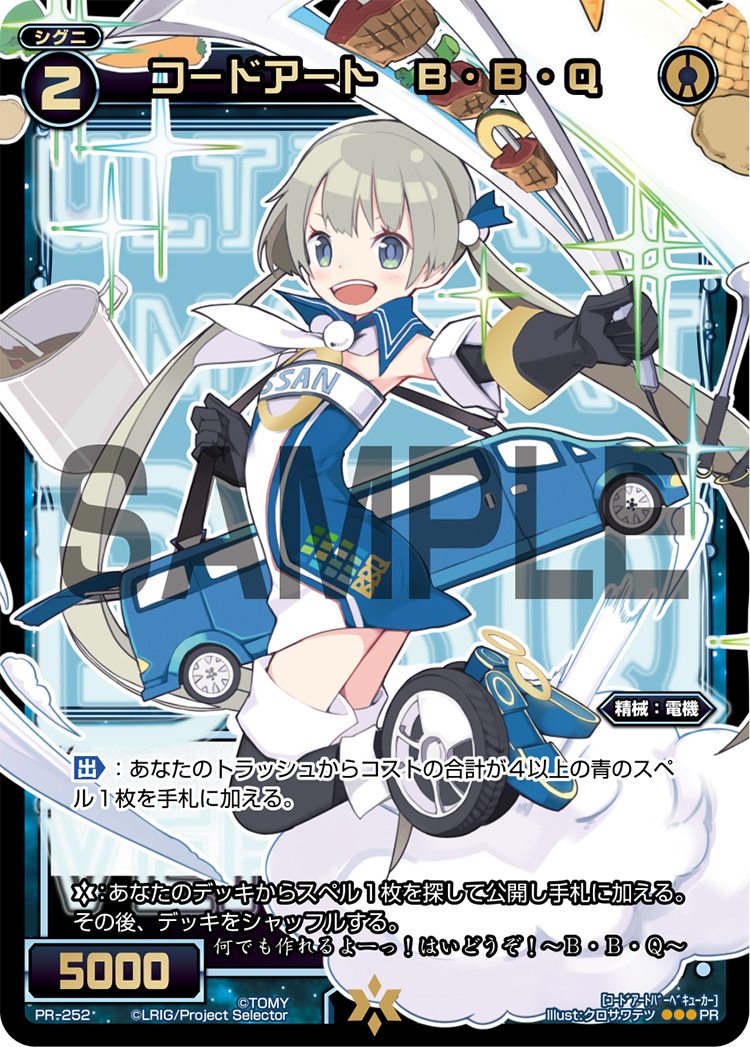 シグニ
2
コードアート B・B・Q
SSAN
SAMPLE
精械：電機
出：あなたのトラッシュからコストの合計が４以上の青のスペ
ル１枚を手札に加える。
：あなたのデッキからスペル１枚を探して公開し手札に加える。
その後、デッキをシャッフルする。
何でも作れるよーっ！はいどうぞ！～B・B・Q～
5000
©TOMY
[コードアートバーベキューカー]
PR-252
©LRIG/Project Selector
Illust:クロサワテツ
PR